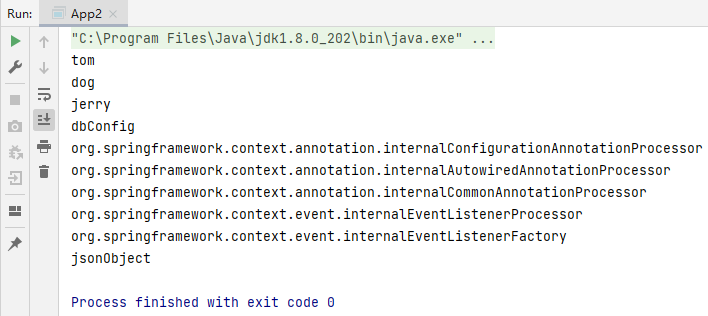 Run: App2
"C:\Program Files\Java\jdk1.8.0_202\bin\java.exe" ...
tom
dog
jerry
dbConfig
org.springframework.context.annotation.internalConfigurationAnnotationProcessor
org.springframework.context.annotation.internalAutowiredAnnotationProcessor
org.springframework.context.annotation.internalCommonAnnotationProcessor
org.springframework.context.event.internalEventListenerProcessor
org.springframework.context.event.internalEventListenerFactory
jsonObject
Process finished with exit code 0